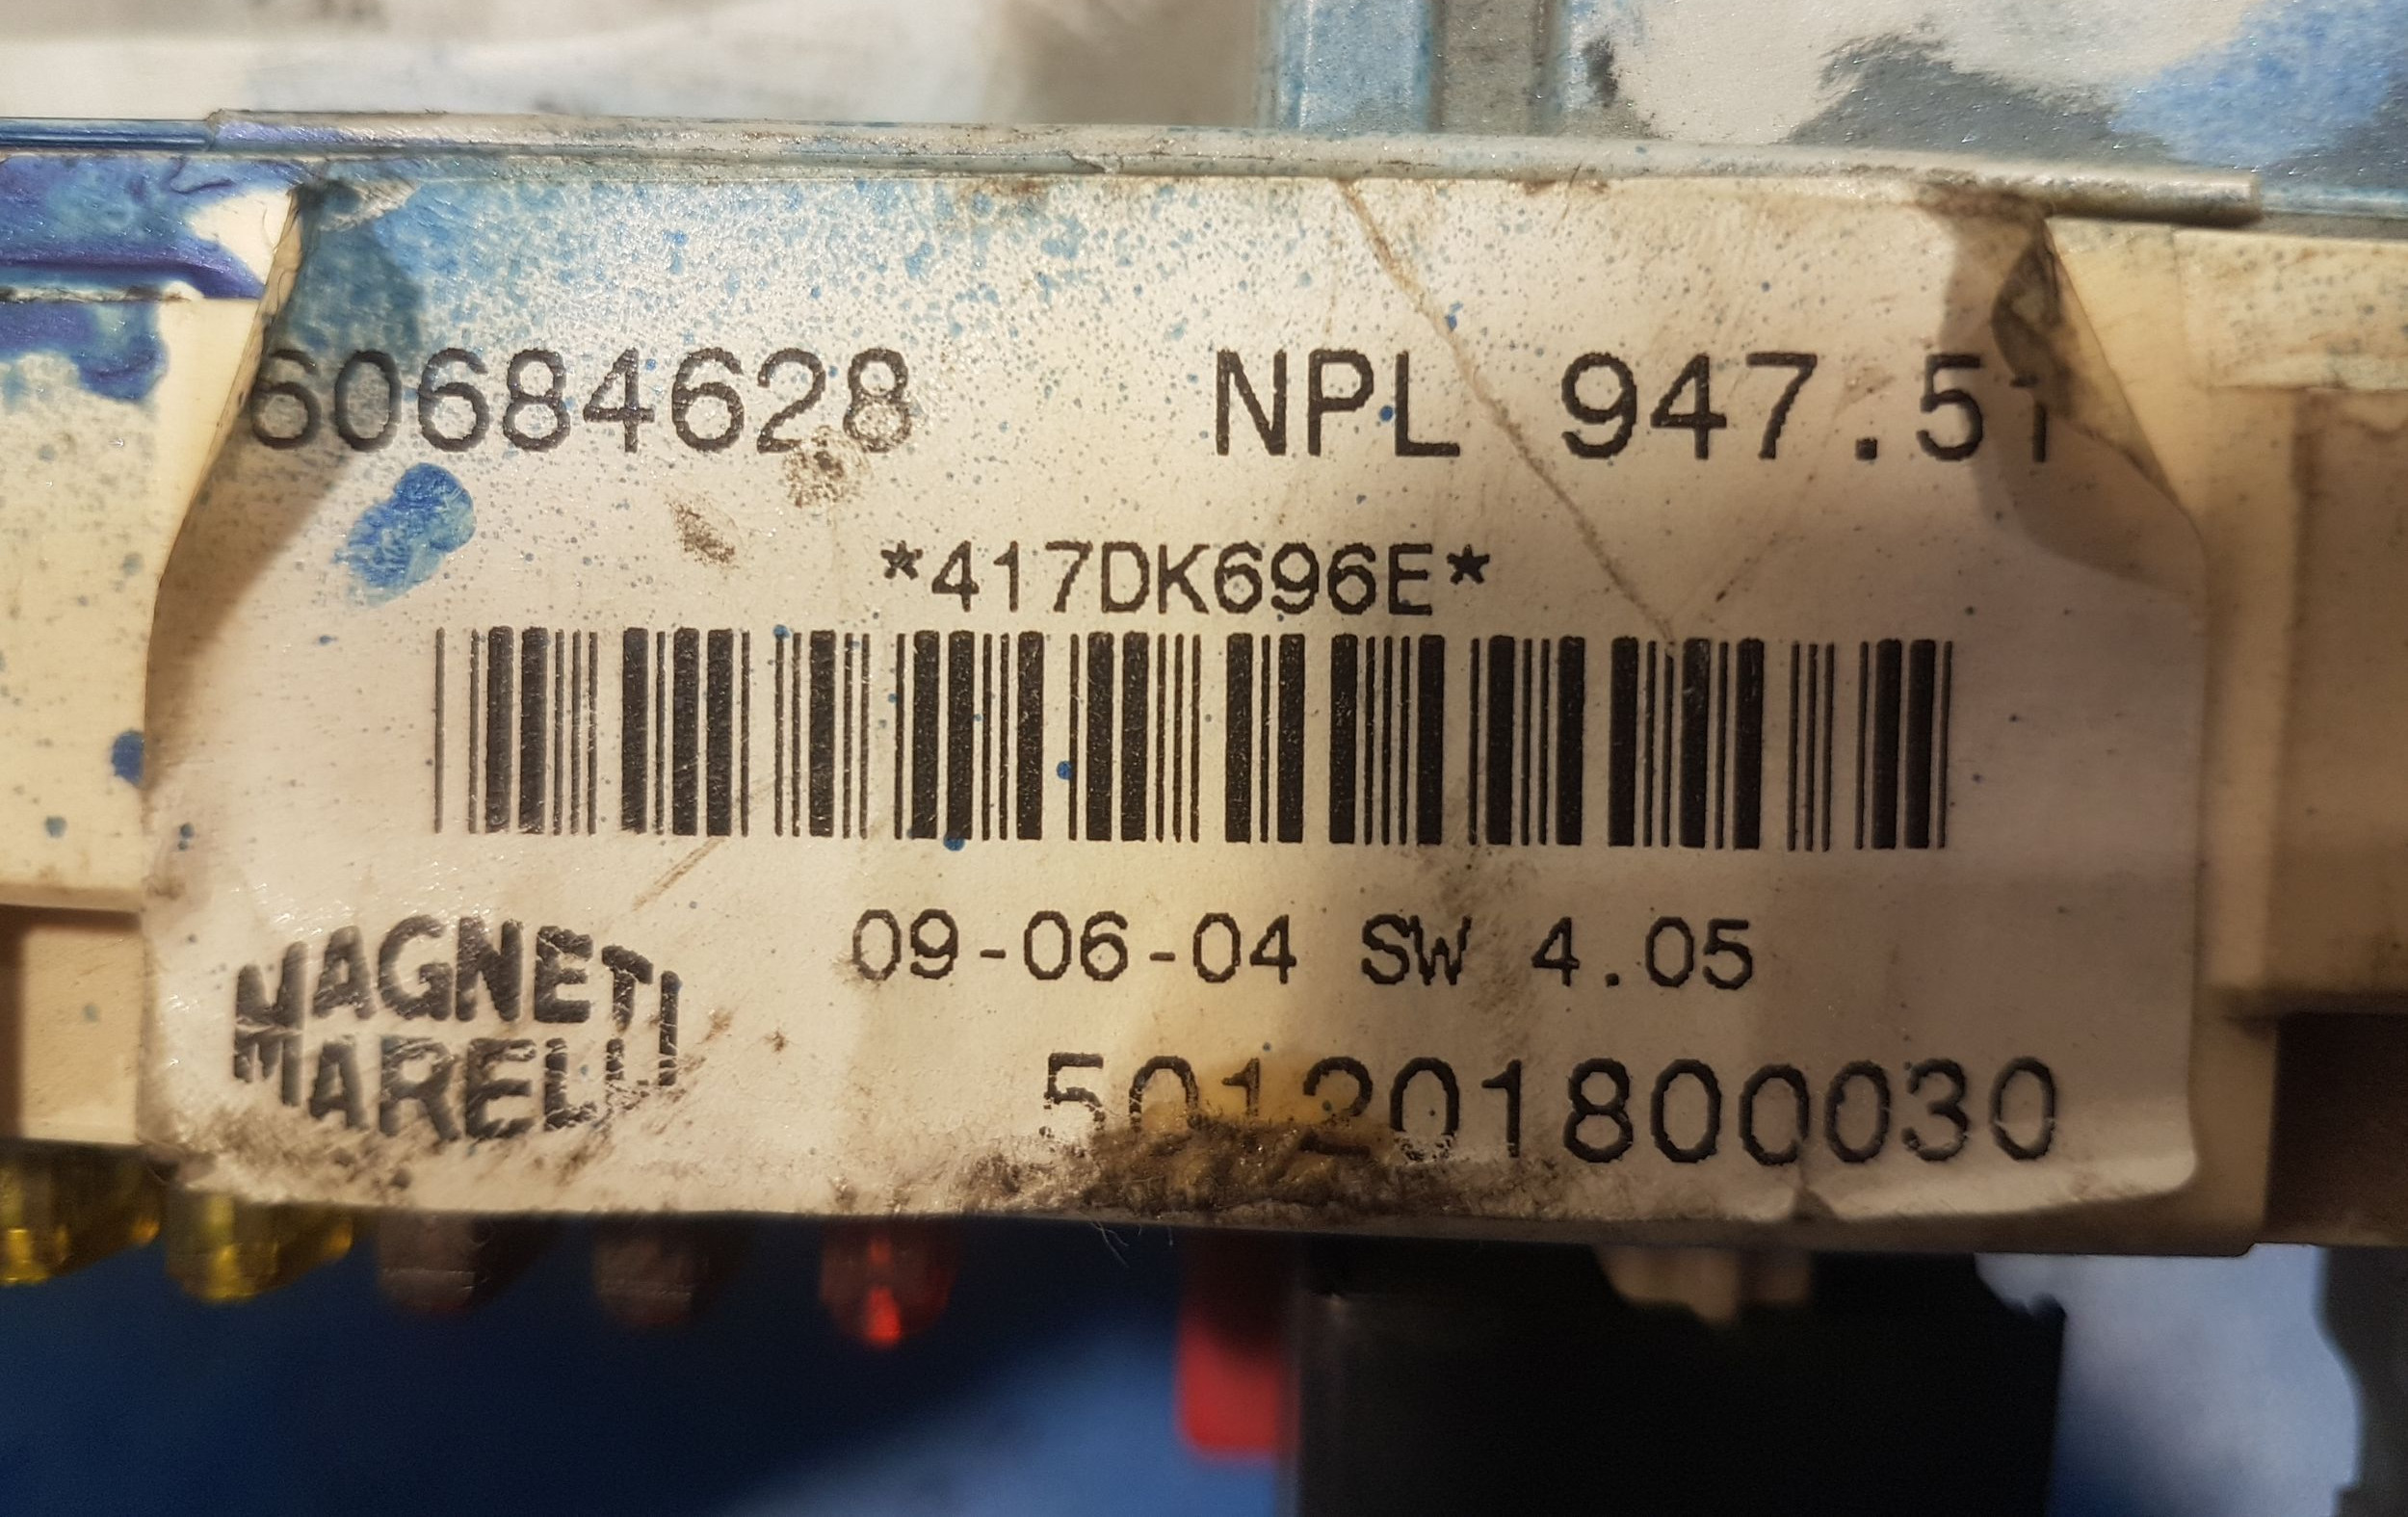 60684628 NPL 947.51
*417DK696E*
09-06-04 SW 4.05
MAGNETI
MARELLI
501201800030